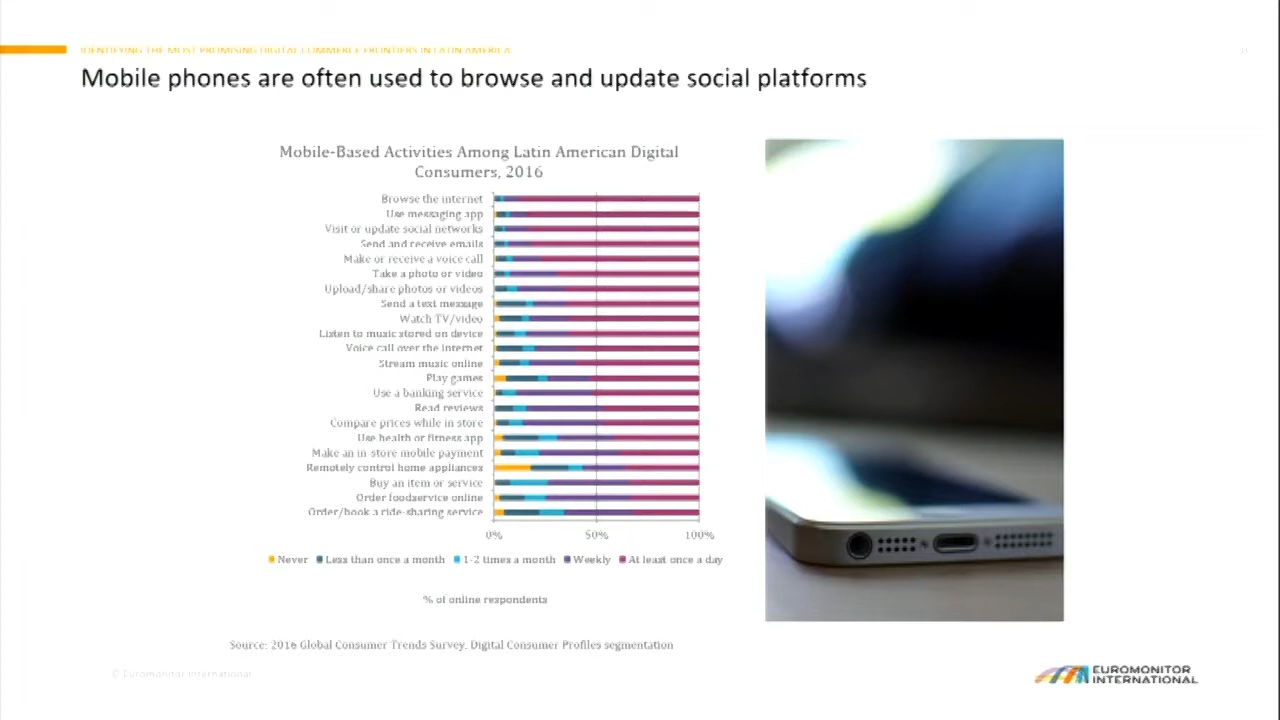 IDENTIFYING THE MOST PROMISING DIGITAL COMMERCE FRONTIERS IN LATIN AMERICA
Mobile phones are often used to browse and update social platforms
Mobile-Based Activities Among Latin American Digital
Consumers, 2016
Browse the internet
Use messaging app
Visit or update social networks
Send and receive emails
Make or receive a voice call
Take a photo or video
Upload/share photos or videos
Send a text message
Watch TV/video
Listen to music stored on device
Voice call over the internet
Stream music online
Play games
Use a banking service
Read reviews
Compare prices while in store
Use health or fitness app
Make an in-store mobile payment
Remotely control home appliances
Buy an item or service
Order foodservice online
Order/book a ride-sharing service
0% 50% 100%
Never Less than once a month 1-2 times a month Weekly At least once a day
% of online respondents
Source: 2016 Global Consumer Trends Survey, Digital Consumer Profiles segmentation
© Euromonitor International
EUROMONITOR
INTERNATIONAL